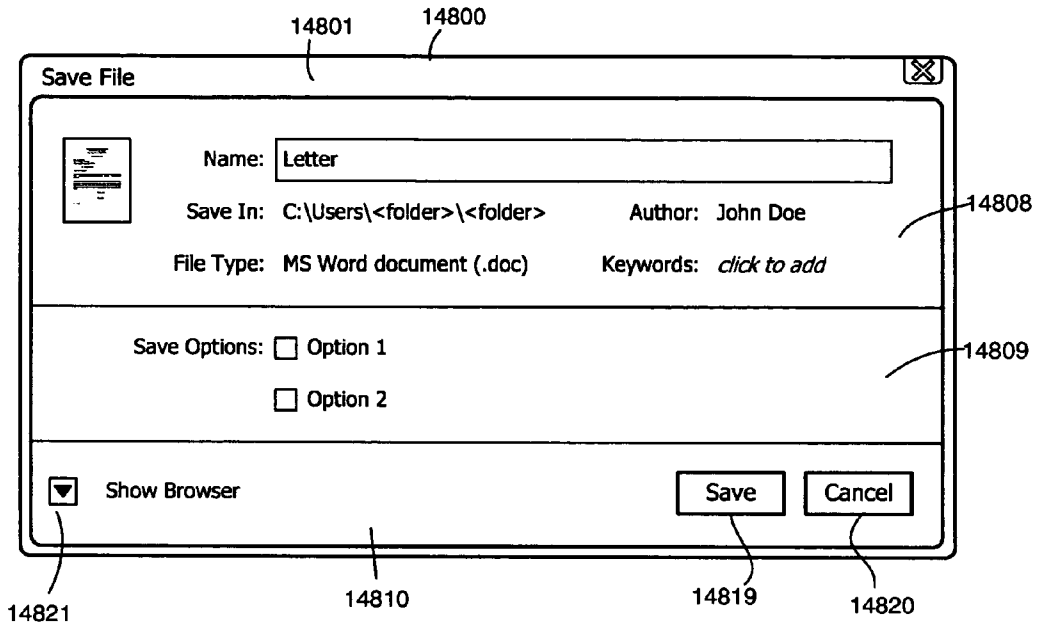 14801 14800
Save File
Name: Letter
Save In: C:\Users\<folder>\<folder> Author: John Doe
14808
File Type: MS Word document (.doc) Keywords: click to add
Save Options: Option 1
14809
Option 2
Show Browser Save Cancel
14821 14810 14819 14820